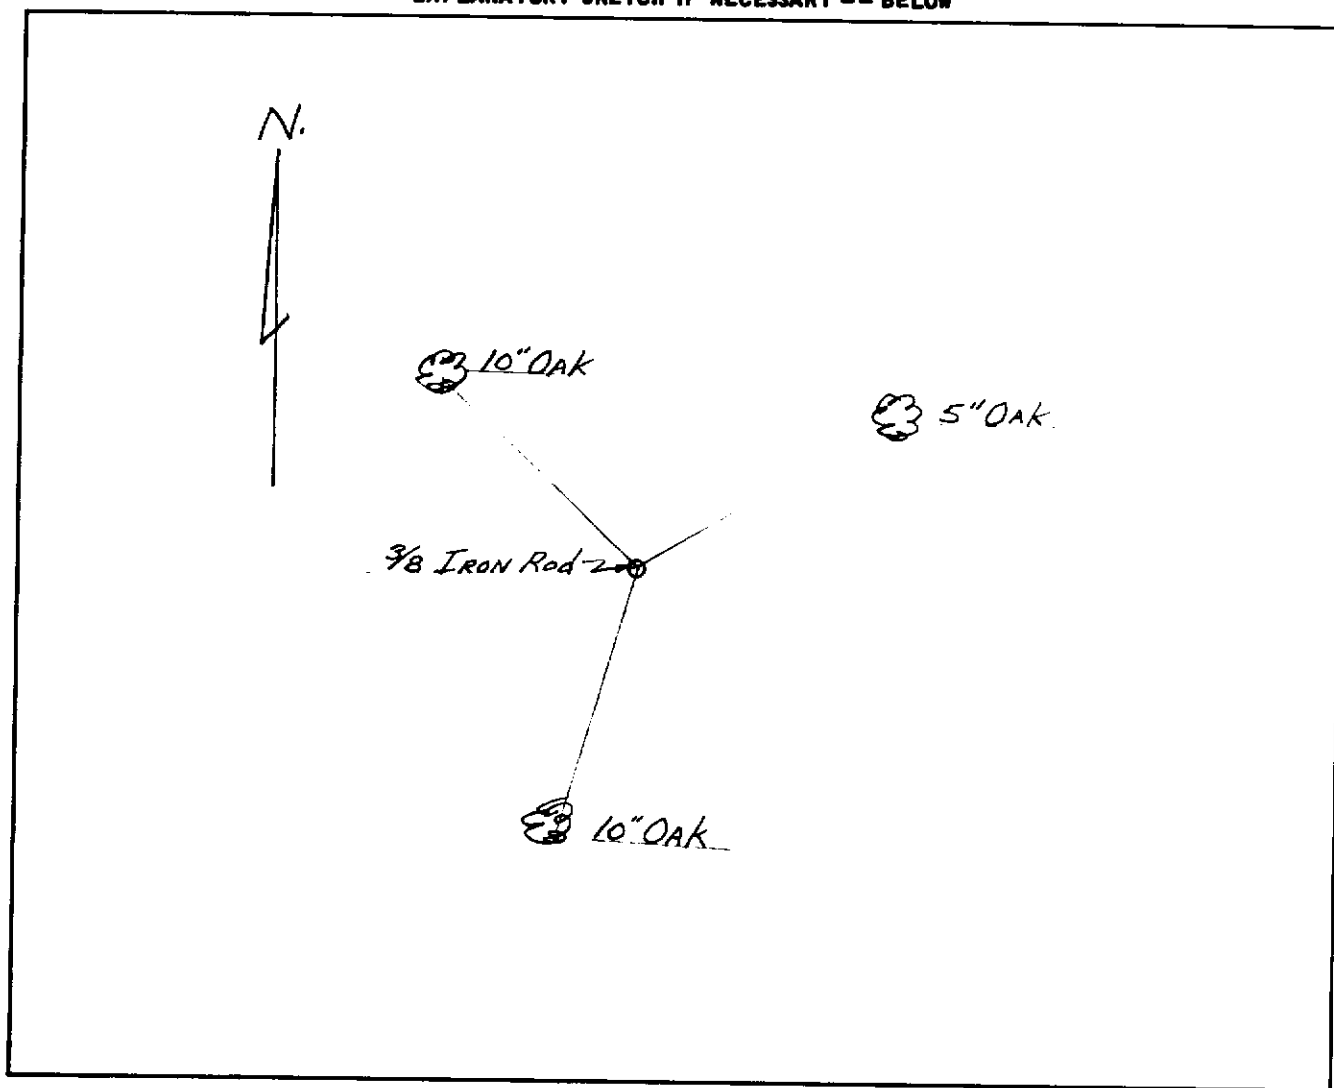 EXPLANATORY SKETCH IF NECESSARY -- BELOW
N.
10" OAK
5" OAK
3/8 IRON Rod
10" OAK